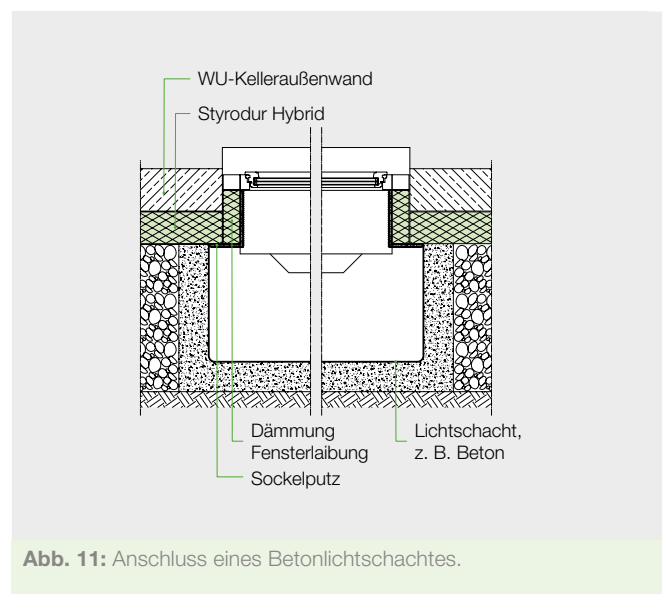 WU-Kelleraußenwand
Styrodur Hybrid
Dämmung
Fensterlaibung
Sockelputz
Lichtschacht,
z. B. Beton
Abb. 11: Anschluss eines Betonlichtschachtes.